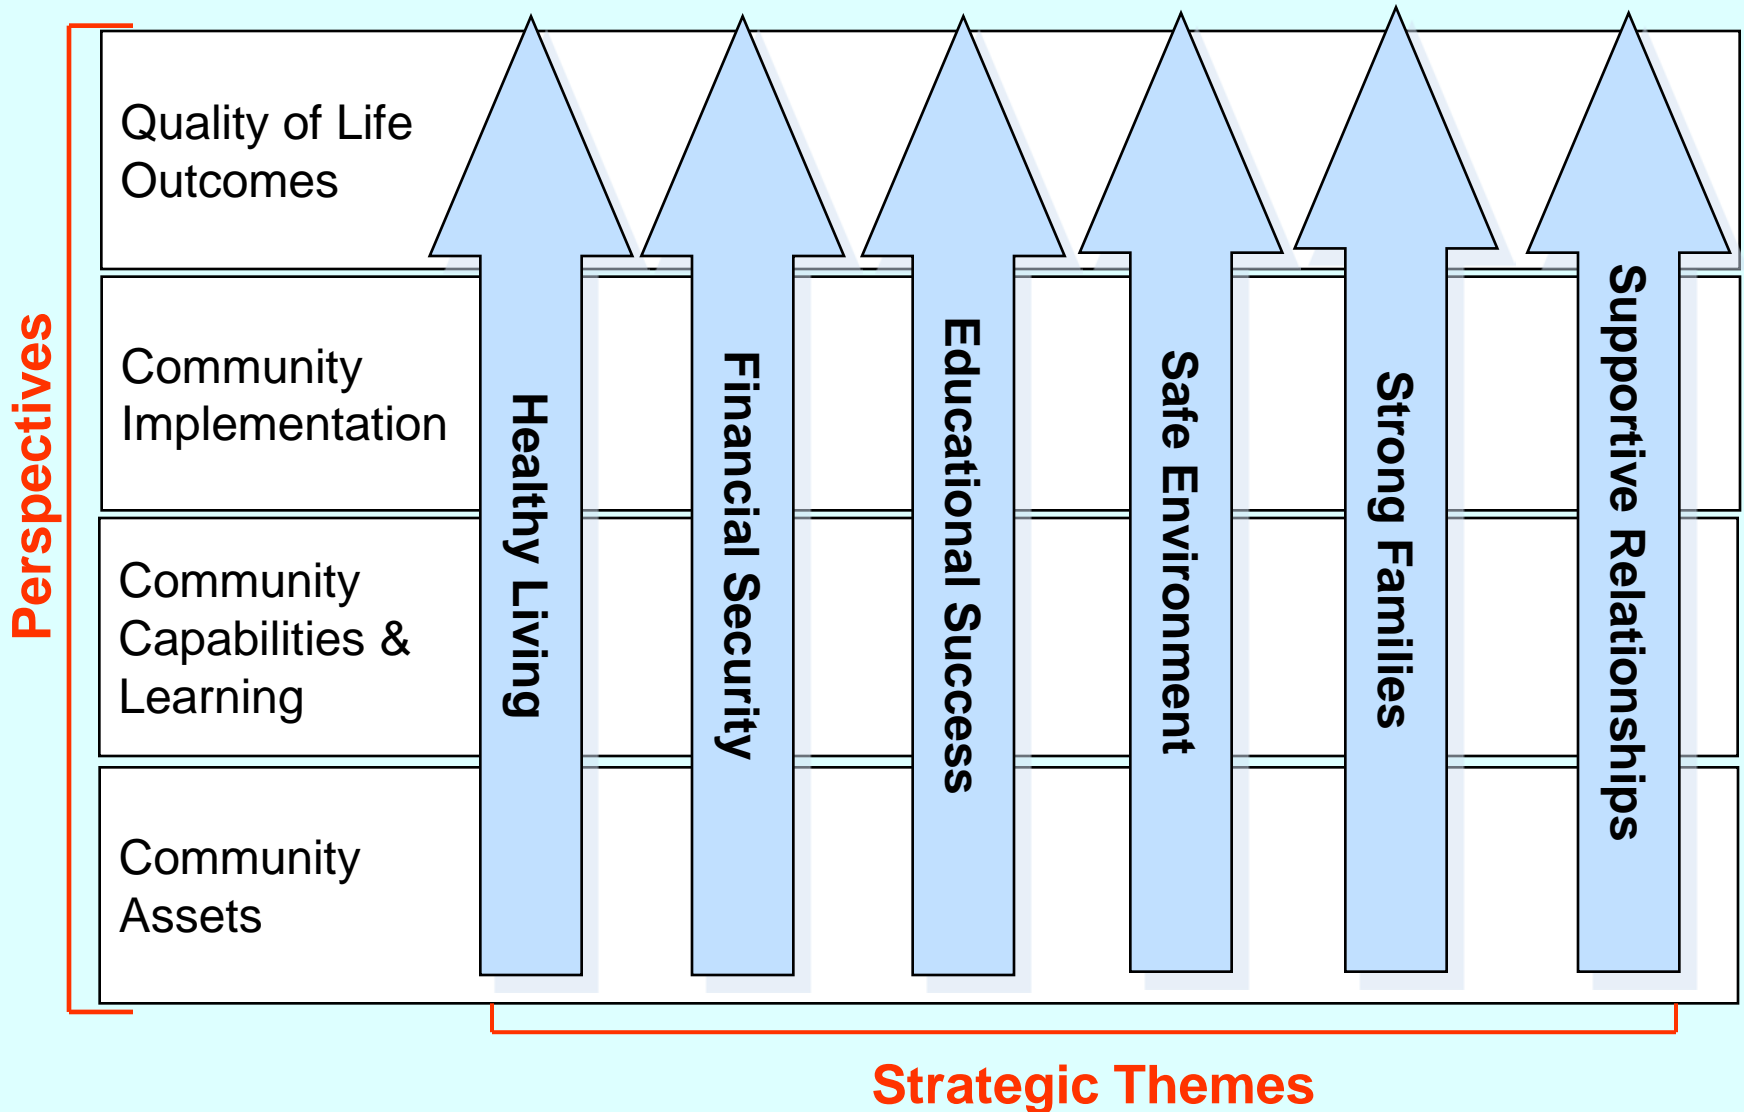 Perspectives
Quality of Life
Outcomes
Community
Implementation
Community
Capabilities &
Learning
Community
Assets
Healthy Living
Financial Security
Educational Success
Safe Environment
Strong Families
Supportive Relationships
Strategic Themes